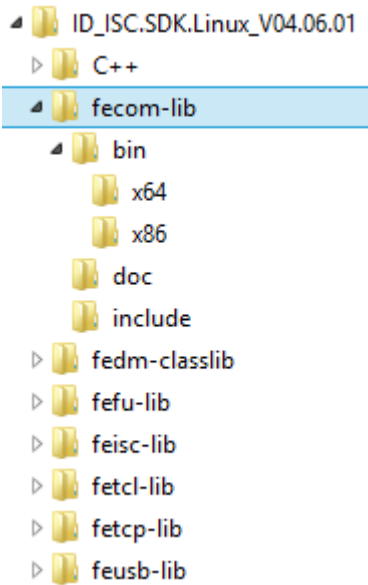 ID_ISC.SDK.Linux_V04.06.01
C++
fecom-lib
bin
x64
x86
doc
include
fedm-classlib
fefu-lib
feisc-lib
fetcl-lib
fetcp-lib
feusb-lib